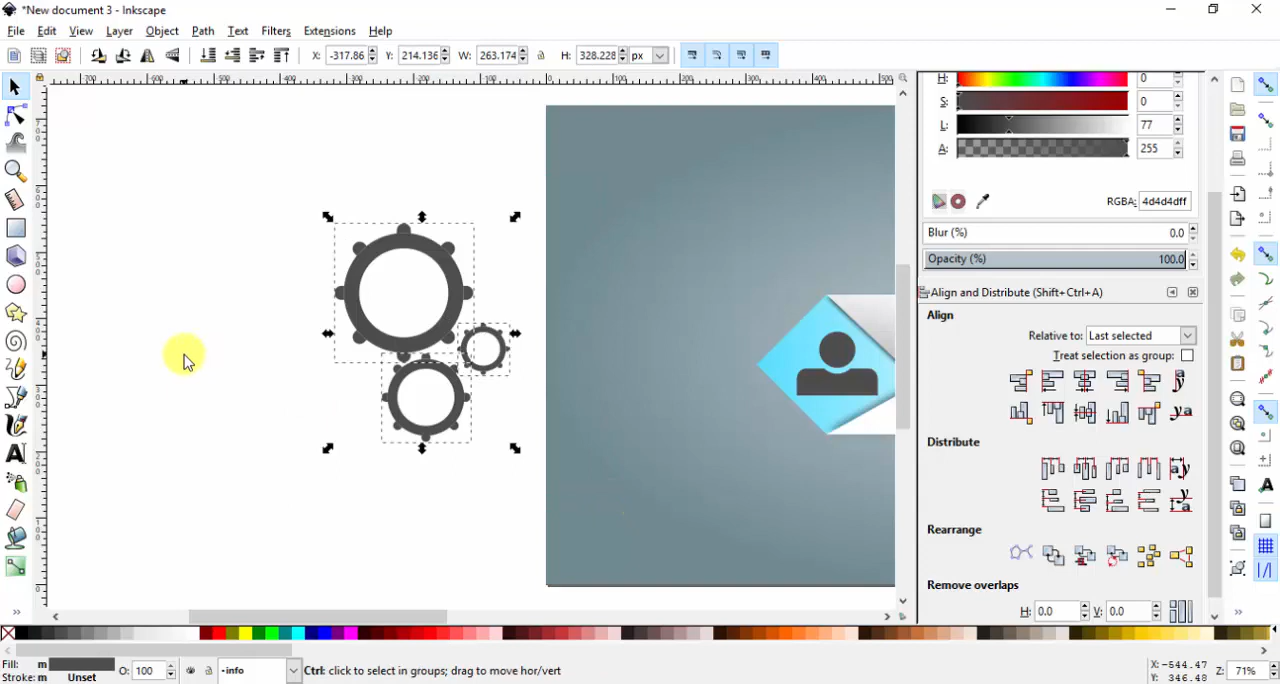 *New document 3 - Inkscape
File Edit View Layer Object Path Text Filters Extensions Help
X: -317.86 Y: 214.136 W: 263.174 H: 328.228 px
H: 0
S: 0
L: 77
A: 255
RGBA: 4d4d4dff
Blur (%) 0.0
Opacity (%) 100.0
Align and Distribute (Shift+Ctrl+A)
Align
Relative to: Last selected
Treat selection as group:
Distribute
Rearrange
Remove overlaps
H: 0.0 V: 0.0
Fill: m
Stroke: m Unset
O: 100
-info
Ctrl: click to select in groups; drag to move hor/vert
X: -544.47
Y: 346.48
Z: 71%